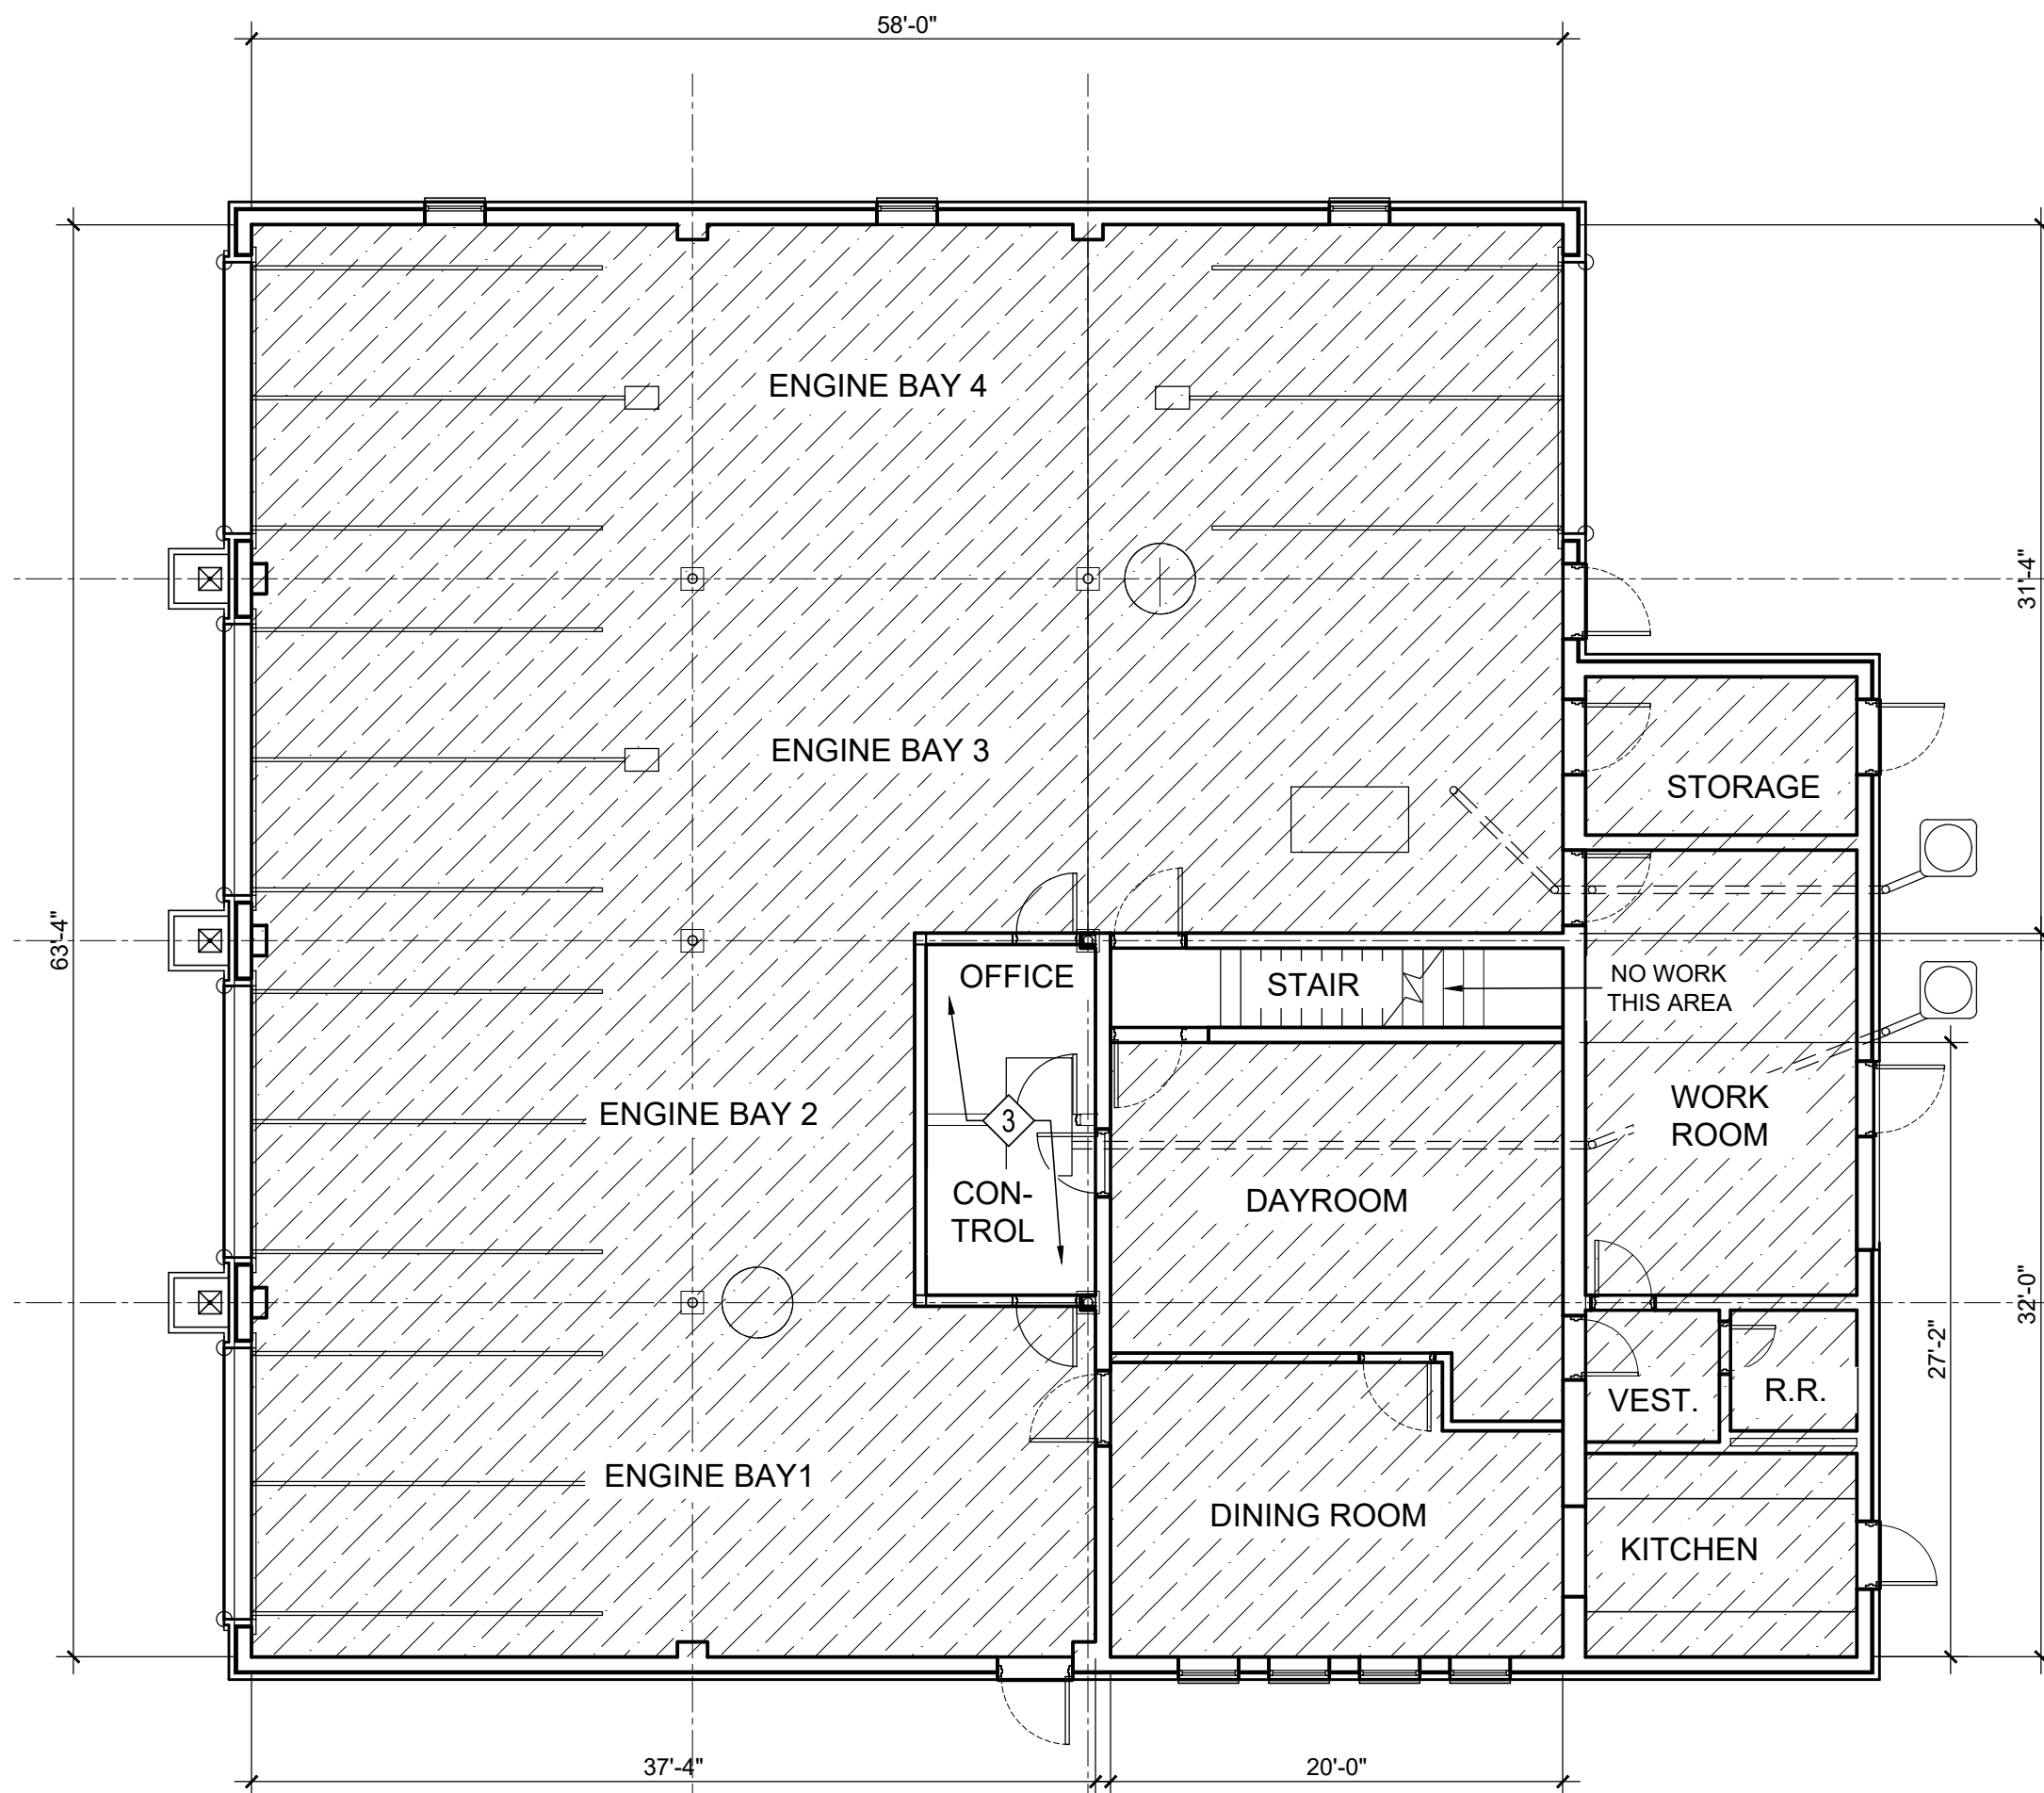 58'-0"
ENGINE BAY 4
31'-4"
ENGINE BAY 3
STORAGE
63'-4"
OFFICE
STAIR
NO WORK
THIS AREA
ENGINE BAY 2
3
WORK
ROOM
CON-
TROL
DAYROOM
32'-0"
27'-2"
VEST.
R.R.
ENGINE BAY1
DINING ROOM
KITCHEN
37'-4"
20'-0"